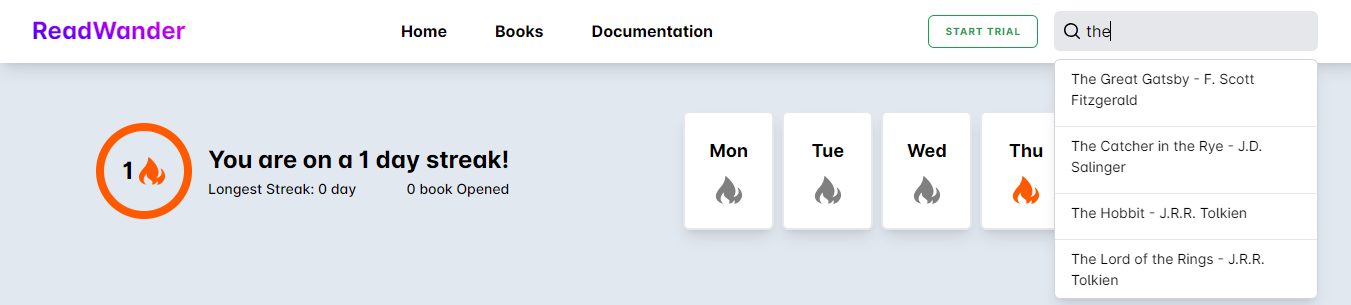 ReadWander
Home Books Documentation
START TRIAL
the
The Great Gatsby - F. Scott
Fitzgerald
The Catcher in the Rye - J.D.
Salinger
The Hobbit - J.R.R. Tolkien
The Lord of the Rings - J.R.R.
Tolkien
1
You are on a 1 day streak!
Longest Streak: 0 day 0 book Opened
Mon Tue Wed Thu